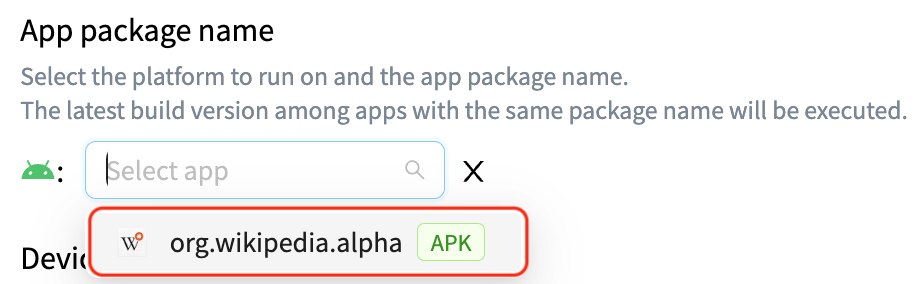 App package name
Select the platform to run on and the app package name.
The latest build version among apps with the same package name will be executed.
: Select app X
W org.wikipedia.alpha APK
Devic